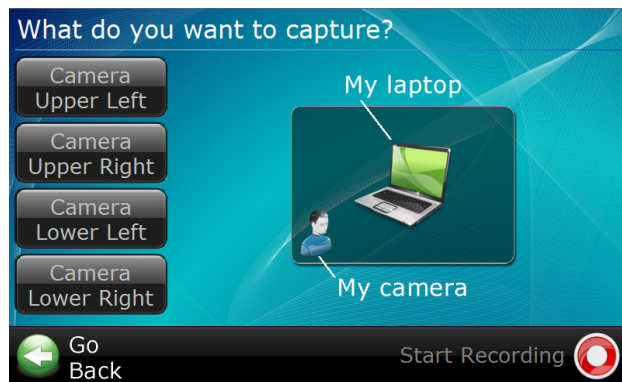 What do you want to capture?
Camera
Upper Left
My laptop
Camera
Upper Right
Camera
Lower Left
Camera
Lower Right
My camera
Go
Back
Start Recording